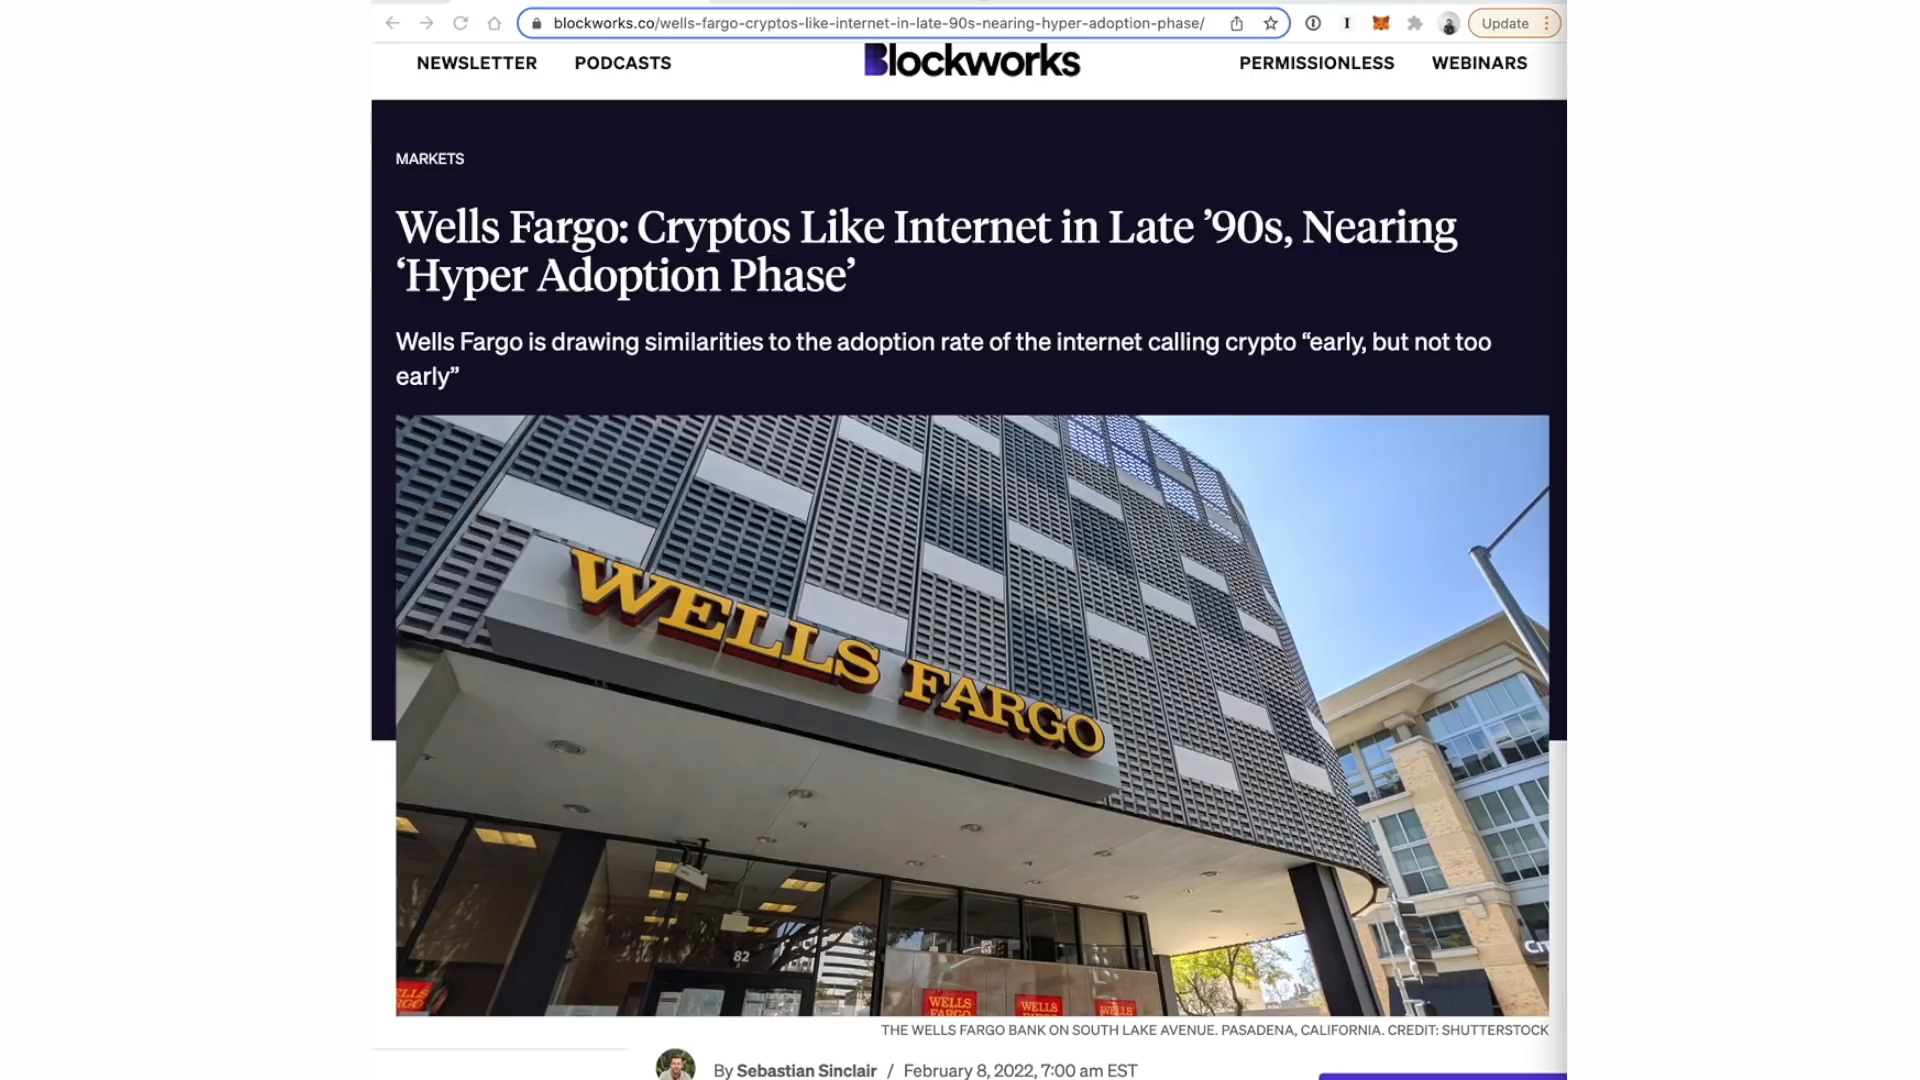 blockworks.co/wells-fargo-cryptos-like-internet-in-late-90s-nearing-hyper-adoption-phase/
Update
NEWSLETTER
PODCASTS
Blockworks
PERMISSIONLESS
WEBINARS
MARKETS
Wells Fargo: Cryptos Like Internet in Late ’90s, Nearing
‘Hyper Adoption Phase’
Wells Fargo is drawing similarities to the adoption rate of the internet calling crypto “early, but not too
early”
WELLS FARGO
82
WELLS
FARGO
WELLS
WELLS
THE WELLS FARGO BANK ON SOUTH LAKE AVENUE. PASADENA, CALIFORNIA. CREDIT: SHUTTERSTOCK
By Sebastian Sinclair / February 8, 2022, 7:00 am EST